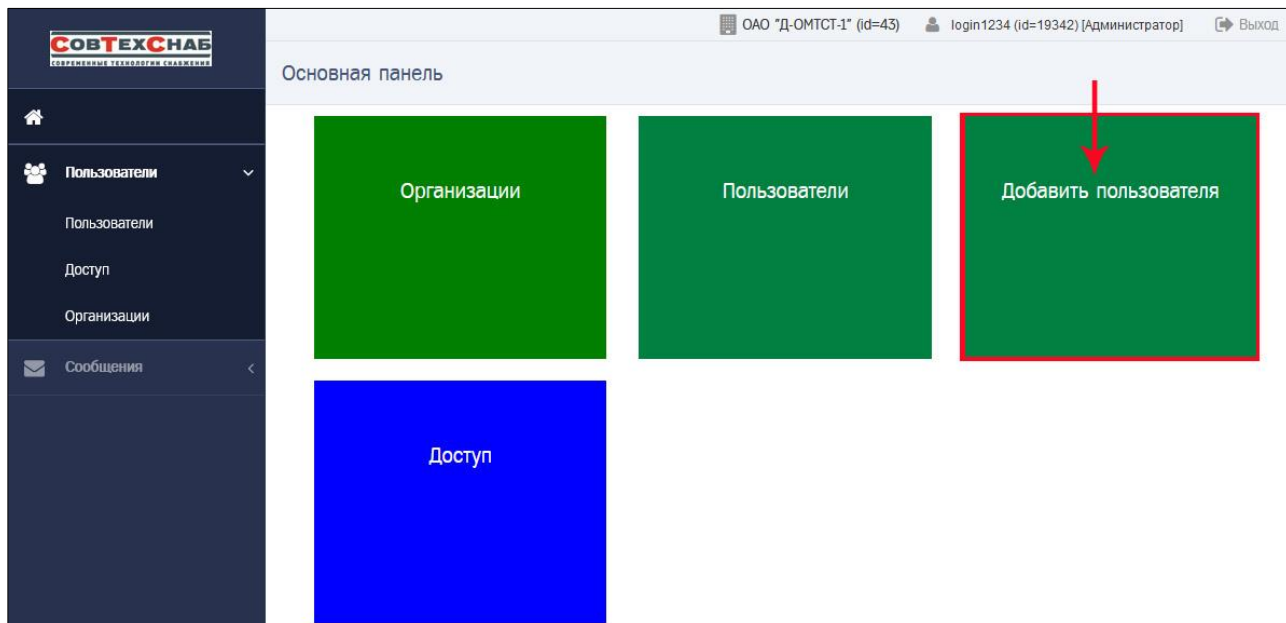 СовТехСнаб
СОВРЕМЕННЫЕ ТЕХНОЛОГИИ СНАБЖЕНИЯ
ОАО "Д-ОМТСТ-1" (id=43)
login1234 (id=19342) [Администратор]
Выход
Основная панель
Пользователи
Пользователи
Доступ
Организации
Сообщения
Организации
Пользователи
Добавить пользователя
Доступ